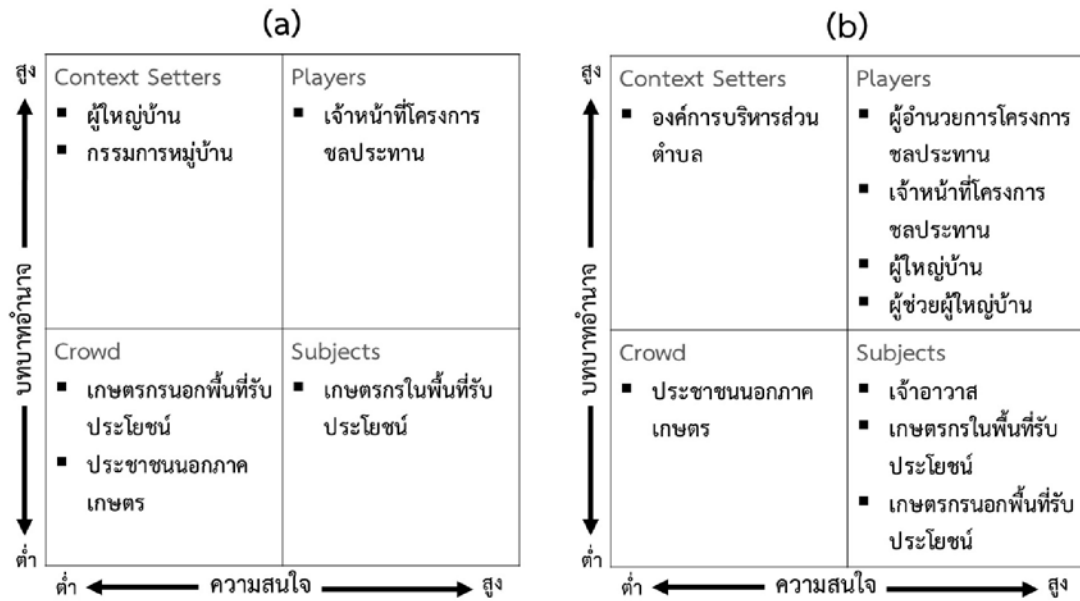 (a)
สูง
Context Setters
▪ ผู้ใหญ่บ้าน
▪ กรรมการหมู่บ้าน
Players
▪ เจ้าหน้าที่โครงการ
ชลประทาน
บทบาทอำนาจ
Crowd
▪ เกษตรกรนอกพื้นที่รับ
ประโยชน์
▪ ประชาชนนอกภาค
เกษตร
Subjects
▪ เกษตรกรในพื้นที่รับ
ประโยชน์
ต่ำ
ต่ำ ความสนใจ สูง
(b)
สูง
Context Setters
▪ องค์การบริหารส่วน
ตำบล
Players
▪ ผู้อำนวยการโครงการ
ชลประทาน
▪ เจ้าหน้าที่โครงการ
ชลประทาน
▪ ผู้ใหญ่บ้าน
▪ ผู้ช่วยผู้ใหญ่บ้าน
บทบาทอำนาจ
Crowd
▪ ประชาชนนอกภาค
เกษตร
Subjects
▪ เจ้าอาวาส
▪ เกษตรกรในพื้นที่รับ
ประโยชน์
▪ เกษตรกรนอกพื้นที่รับ
ประโยชน์
ต่ำ
ต่ำ ความสนใจ สูง